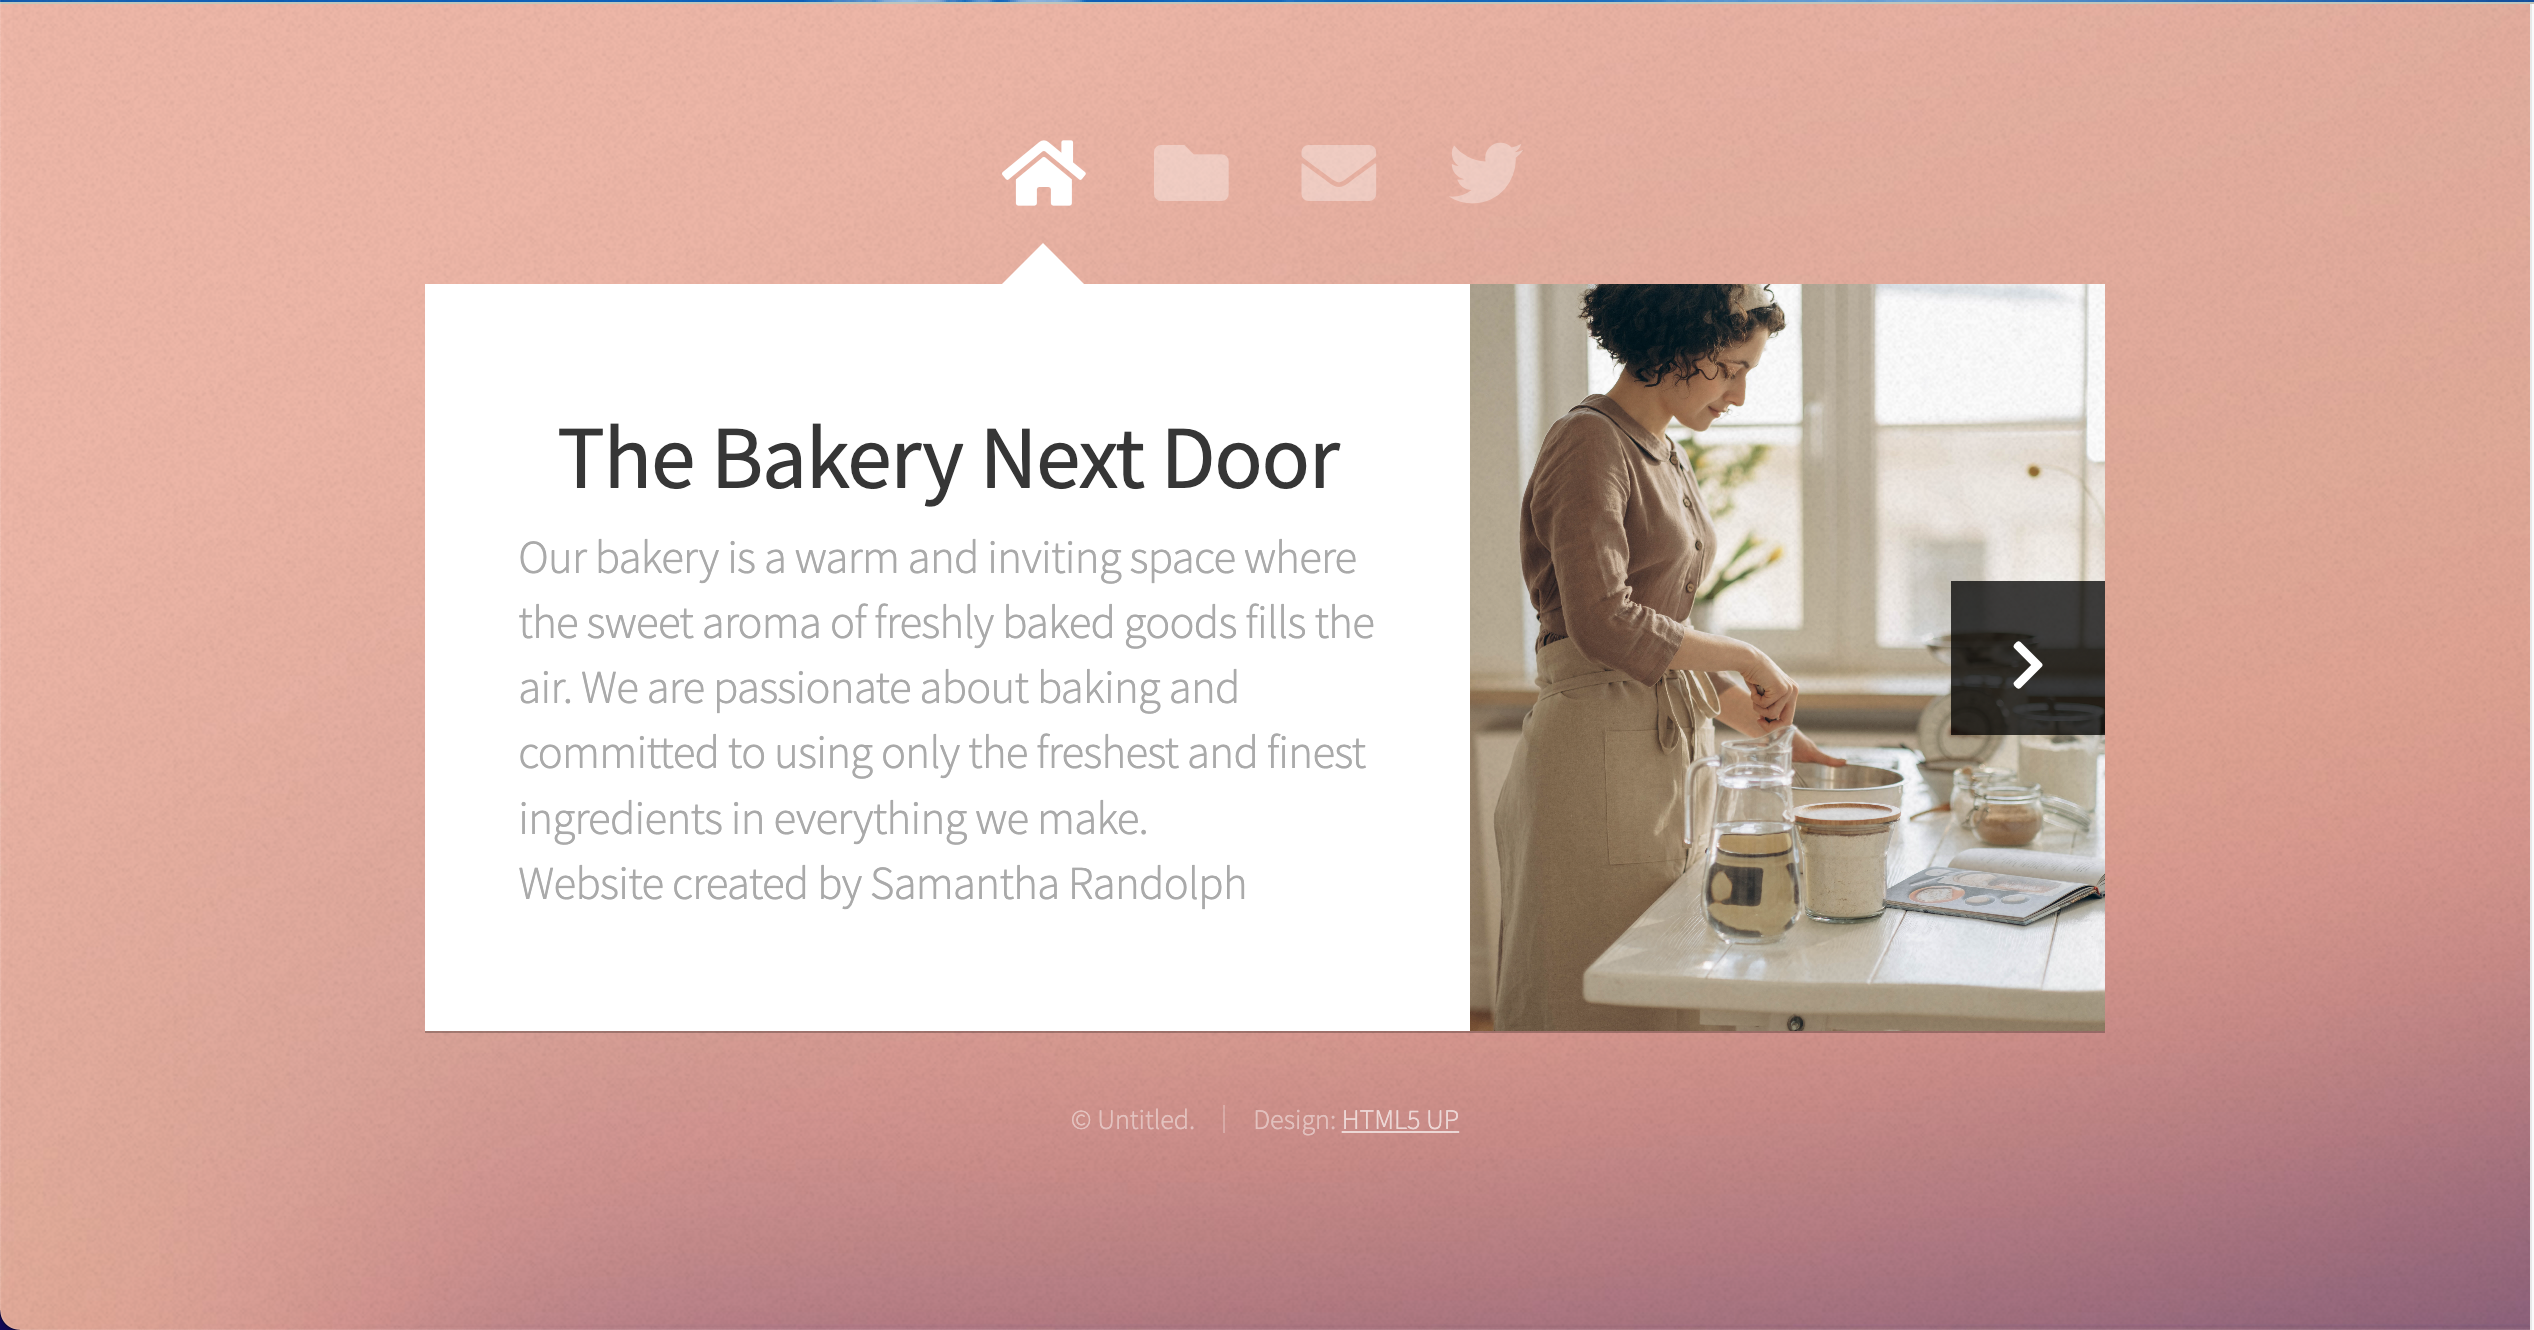 The Bakery Next Door
Our bakery is a warm and inviting space where
the sweet aroma of freshly baked goods fills the
air. We are passionate about baking and
committed to using only the freshest and finest
ingredients in everything we make.
Website created by Samantha Randolph
© Untitled. | Design: HTML5 UP